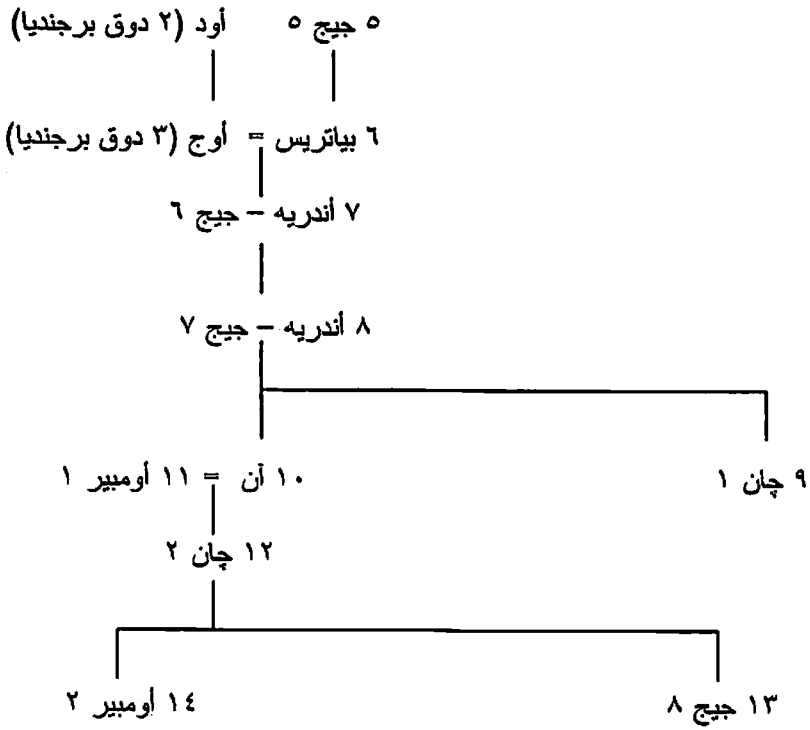 ٥ جيج ٥ أود (٢ دوق برجنديا)
٦ بياتريس = أوج (٣ دوق برجنديا)
٧ أندريه – جيج ٦
٨ أندريه – جيج ٧
٩ چان ١ ١٠ آن = ١١ أومبير ١
١٢ چان ٢
١٣ جيج ٨ ١٤ أومبير ٢